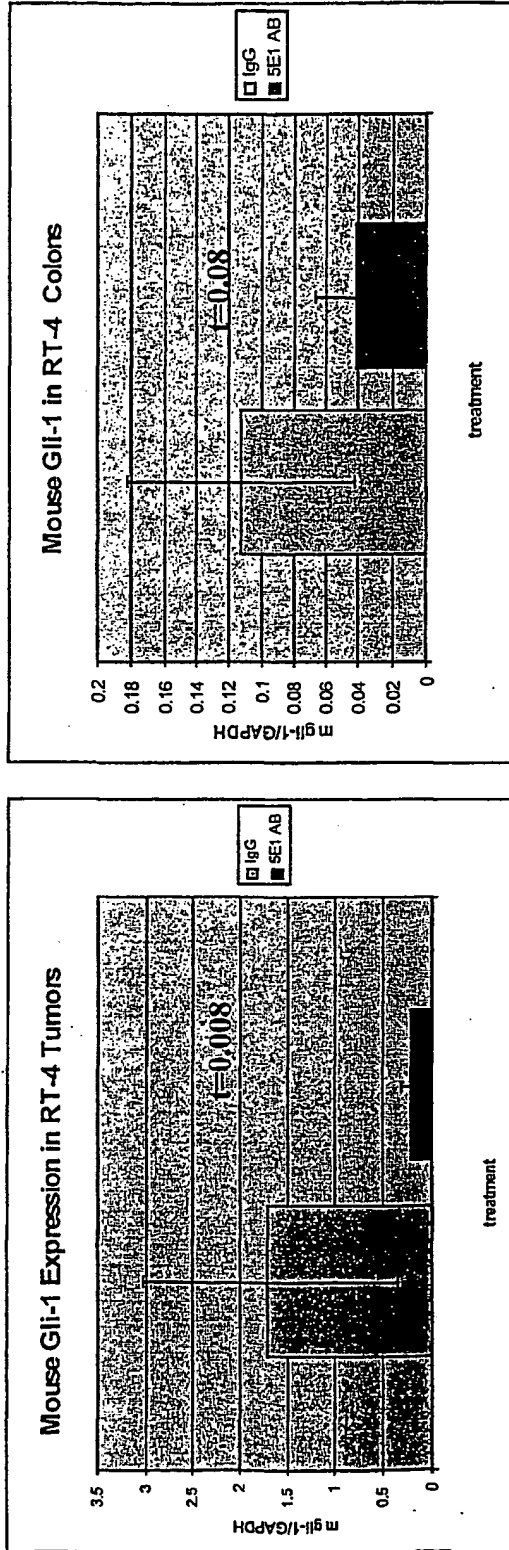 Mouse Gli-1 Expression in RT-4 Tumors
3.5
3
2.5
2
1.5
1
0.5
0
m gli-1/GAPDH
t=0.008
treatment
IgG
5E1 AB
Mouse Gli-1 in RT-4 Colons
0.2
0.18
0.16
0.14
0.12
0.1
0.08
0.06
0.04
0.02
0
m gli-1/GAPDH
t=0.08
treatment
IgG
5E1 AB